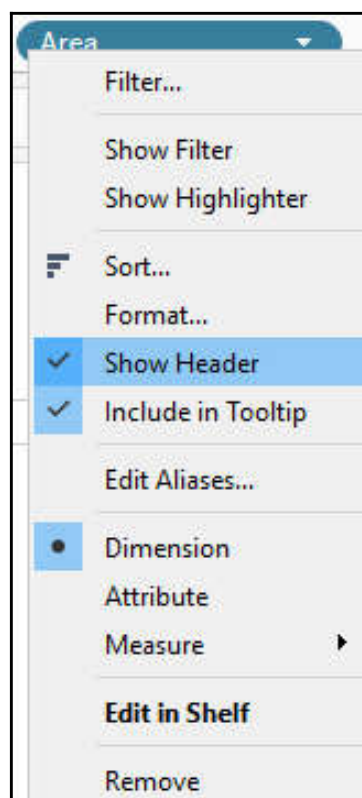 Area
Filter...
Show Filter
Show Highlighter
Sort...
Format...
Show Header
Include in Tooltip
Edit Aliases...
Dimension
Attribute
Measure
Edit in Shelf
Remove